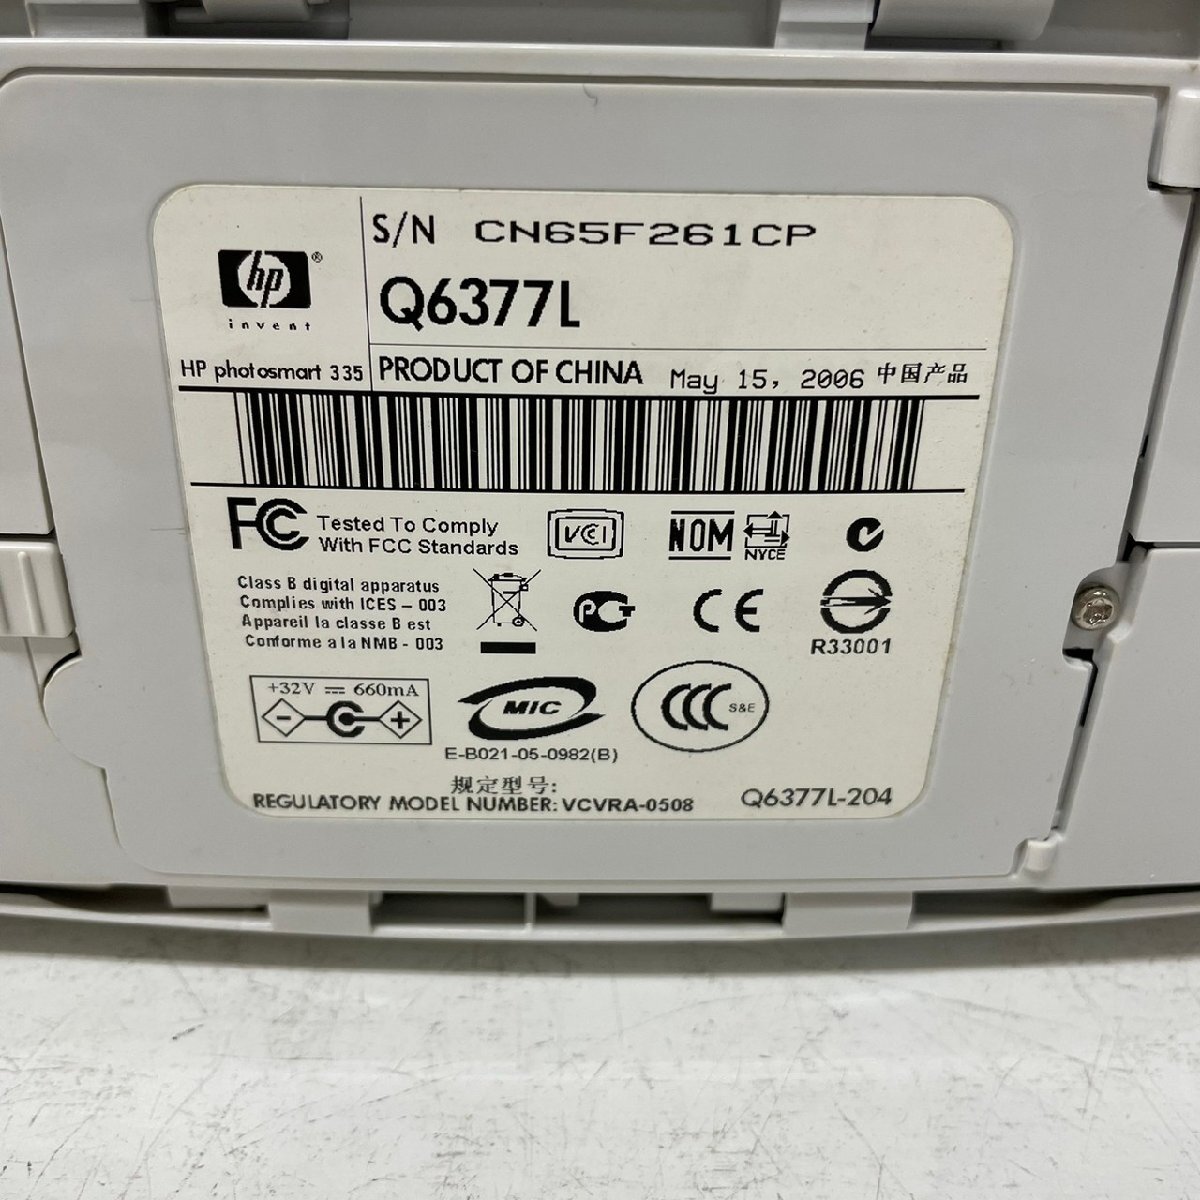 S/N CN65F261CP
hp®
invent
Q6377L
HP photosmart 335
PRODUCT OF CHINA May 15, 2006 中国产品
FC Tested To Comply
With FCC Standards
VCCI
NOM
NYCE
Class B digital apparatus
Complies with ICES – 003
Appareil la classe B est
Conforme a la NMB - 003
PCT
CE
R33001
+32V 660mA
- +
MIC
E-B021-05-0982(B)
CCC S&E
规定型号:
REGULATORY MODEL NUMBER: VCVRA-0508
Q6377L-204